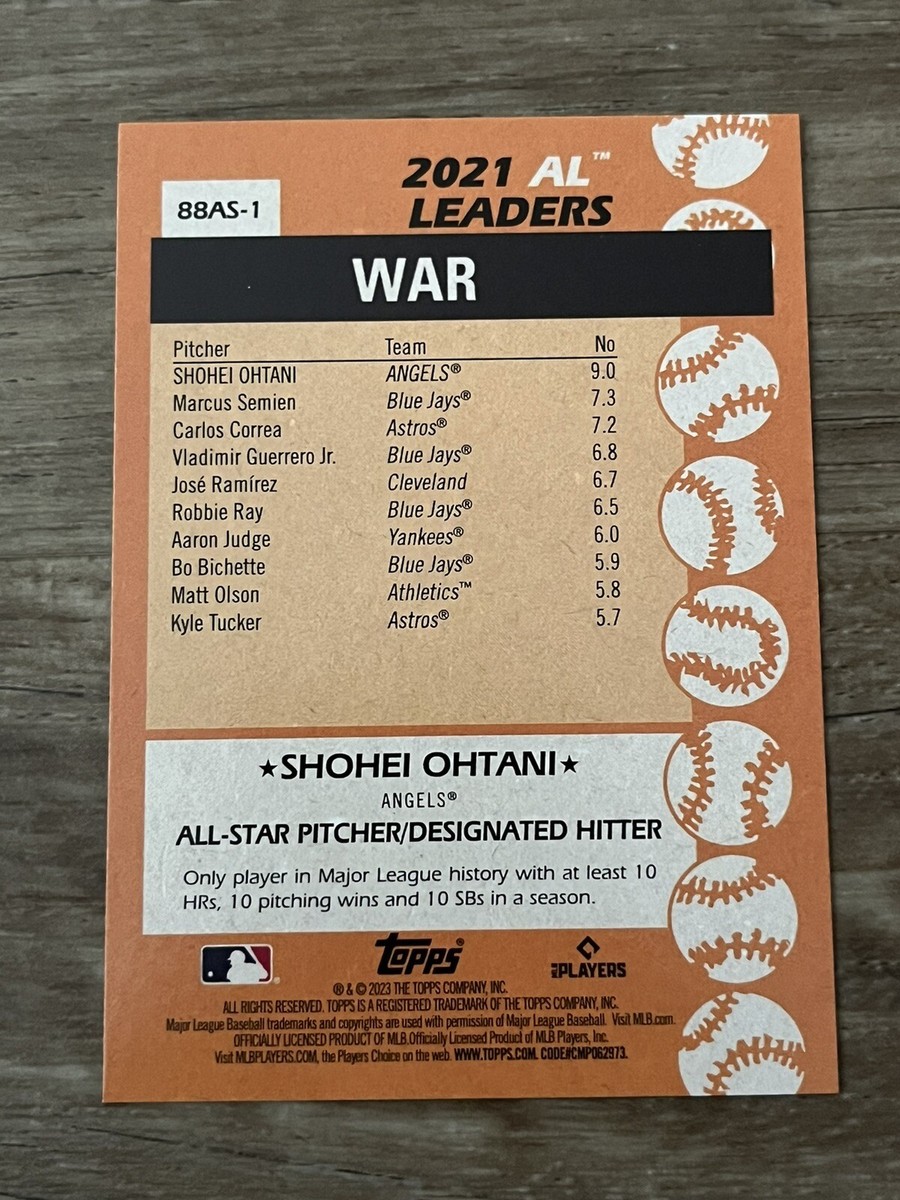 88AS-1
2021 AL™
LEADERS
WAR
Pitcher Team No
SHOHEI OHTANI ANGELS® 9.0
Marcus Semien Blue Jays® 7.3
Carlos Correa Astros® 7.2
Vladimir Guerrero Jr. Blue Jays® 6.8
José Ramírez Cleveland 6.7
Robbie Ray Blue Jays® 6.5
Aaron Judge Yankees® 6.0
Bo Bichette Blue Jays® 5.9
Matt Olson Athletics™ 5.8
Kyle Tucker Astros® 5.7
★SHOHEI OHTANI★
ANGELS®
ALL-STAR PITCHER/DESIGNATED HITTER
Only player in Major League history with at least 10
HRs, 10 pitching wins and 10 SBs in a season.
Topps® MLB PLAYERS
® & © 2023 THE TOPPS COMPANY, INC.
ALL RIGHTS RESERVED. TOPPS IS A REGISTERED TRADEMARK OF THE TOPPS COMPANY, INC.
Major League Baseball trademarks and copyrights are used with permission of Major League Baseball. Visit MLB.com.
OFFICIALLY LICENSED PRODUCT OF MLB.Officially Licensed Product of MLB Players, Inc.
Visit MLBPLAYERS.COM, the Players Choice on the web. WWW.TOPPS.COM. CODE#CMP062973.